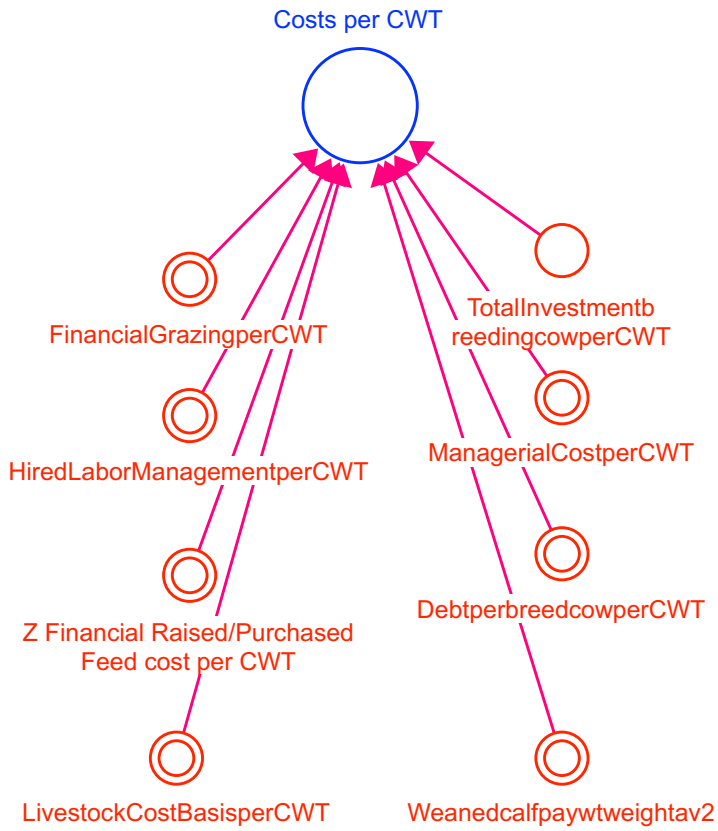 Costs per CWT
FinancialGrazingperCWT
TotalInvestmentb
reedingcowperCWT
HiredLaborManagementperCWT
ManagerialCostperCWT
Z Financial Raised/Purchased
Feed cost per CWT
DebtperbreedcowperCWT
LivestockCostBasisperCWT
Weanedcalfpaywtweightav2